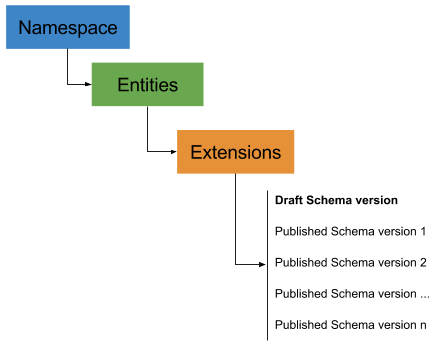 Namespace
Entities
Extensions
Draft Schema version
Published Schema version 1
Published Schema version 2
Published Schema version ...
Published Schema version n